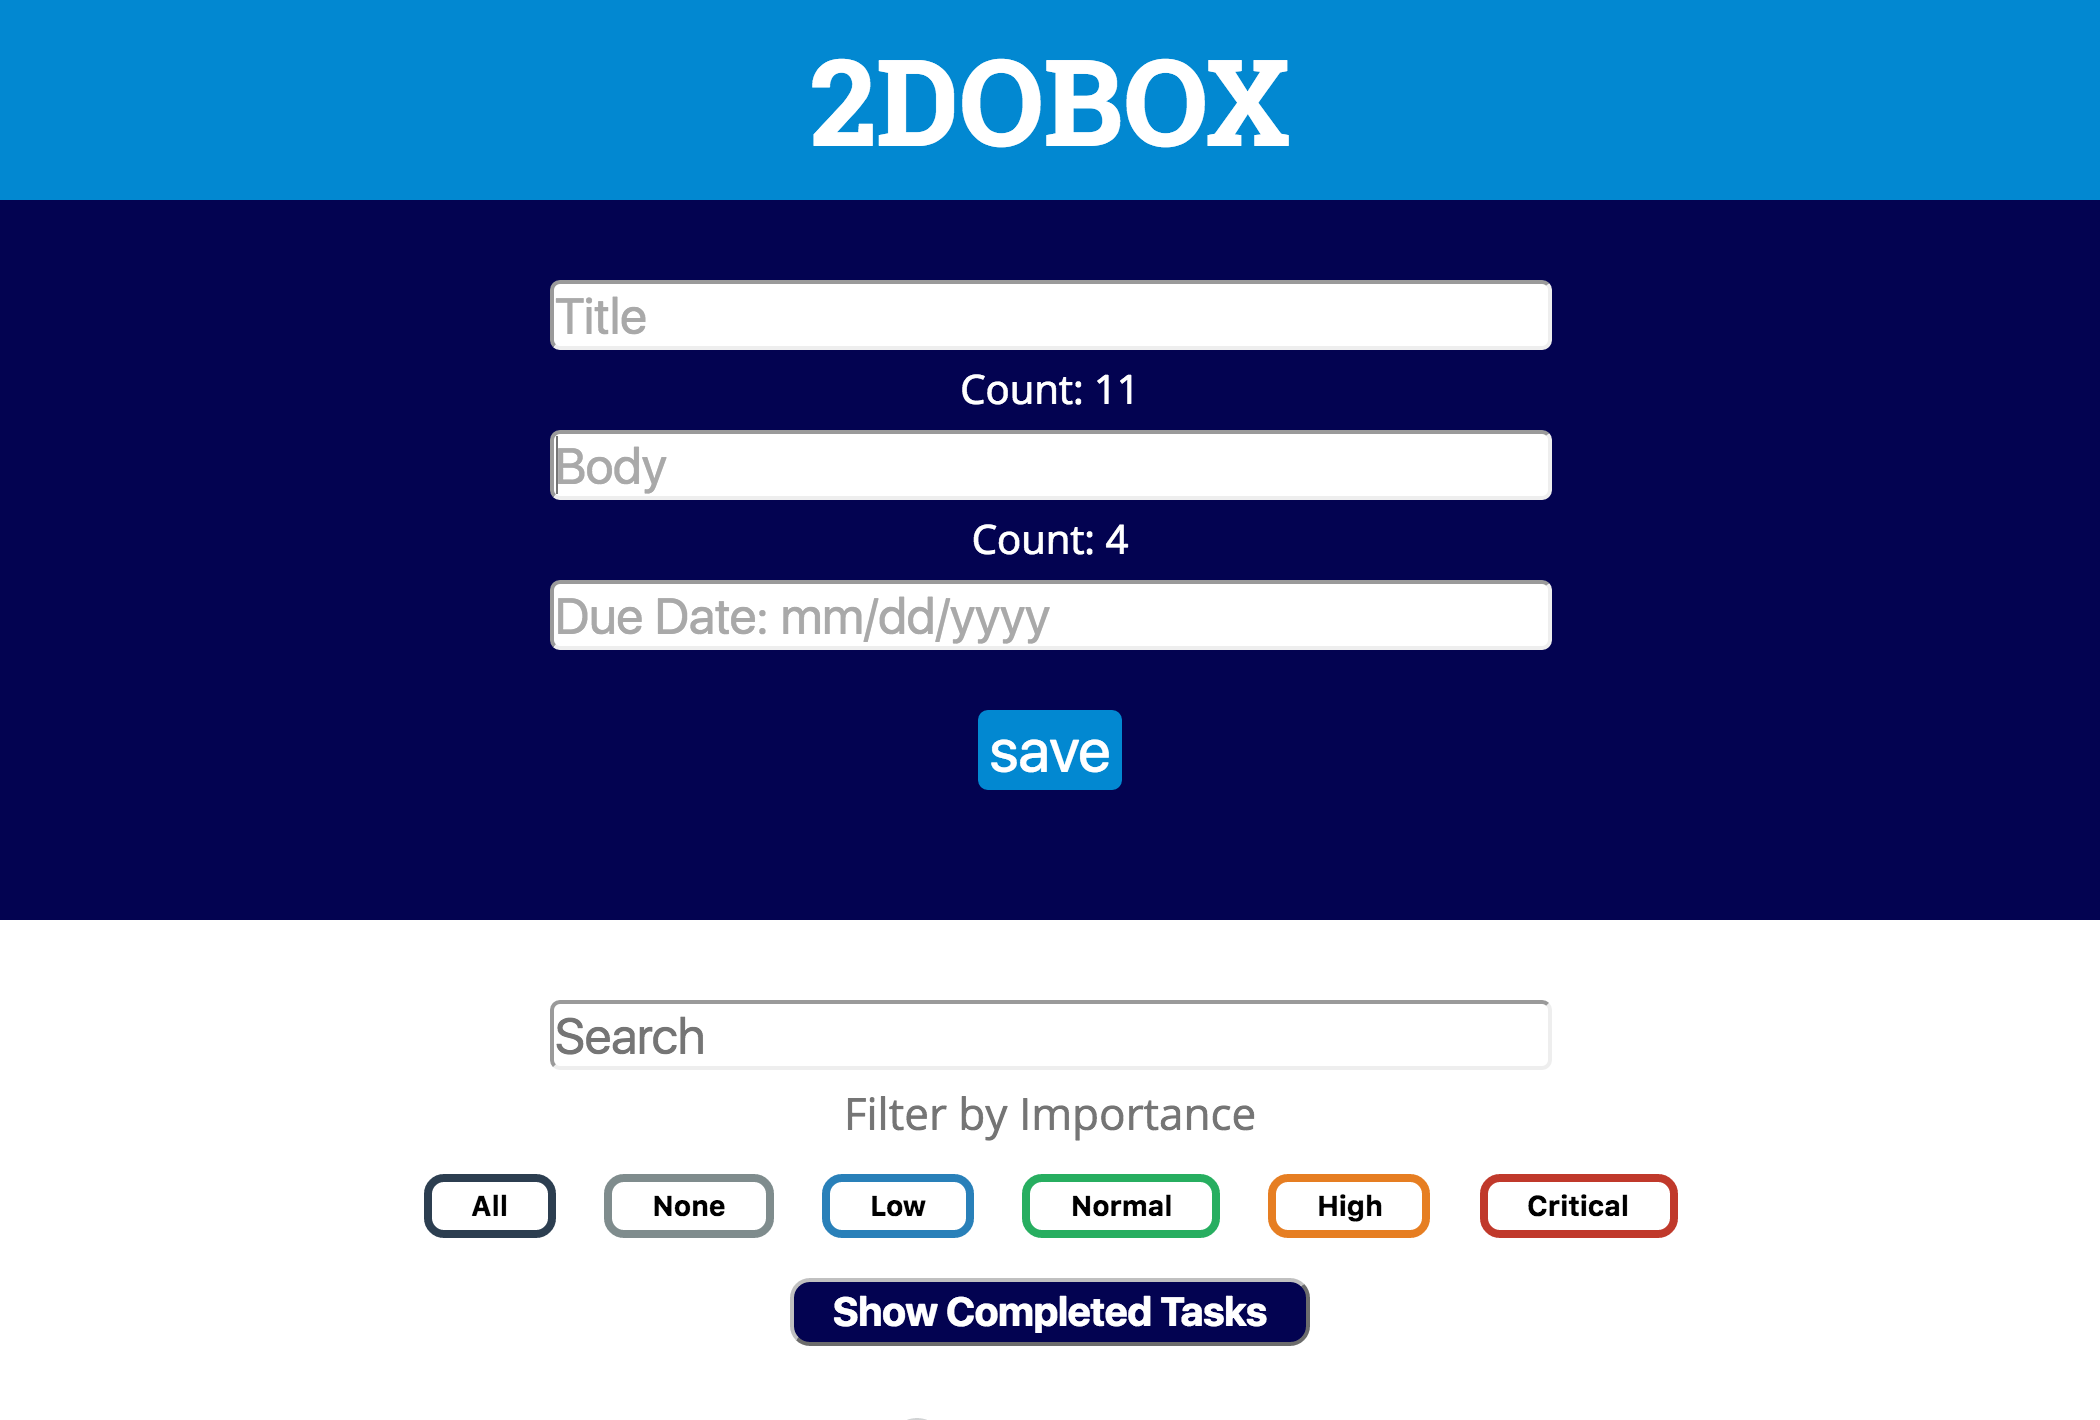 2DOBOX
Title
Count: 11
Body
Count: 4
Due Date: mm/dd/yyyy
save
Search
Filter by Importance
All None Low Normal High Critical
Show Completed Tasks